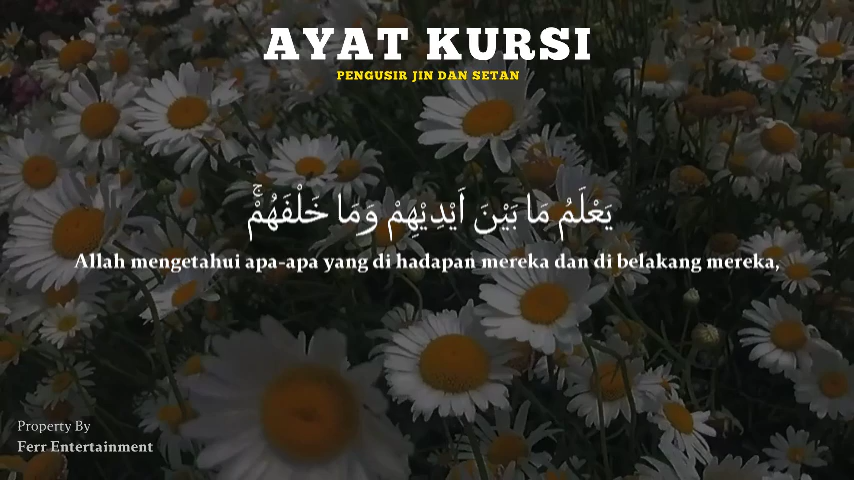 AYAT KURSI
PENGUSIR JIN DAN SETAN
يَعْلَمُ مَا بَيْنَ اَيْدِيْهِمْ وَمَا خَلْفَهُمْۚ
Allah mengetahui apa-apa yang di hadapan mereka dan di belakang mereka,
Property By
Ferr Entertainment